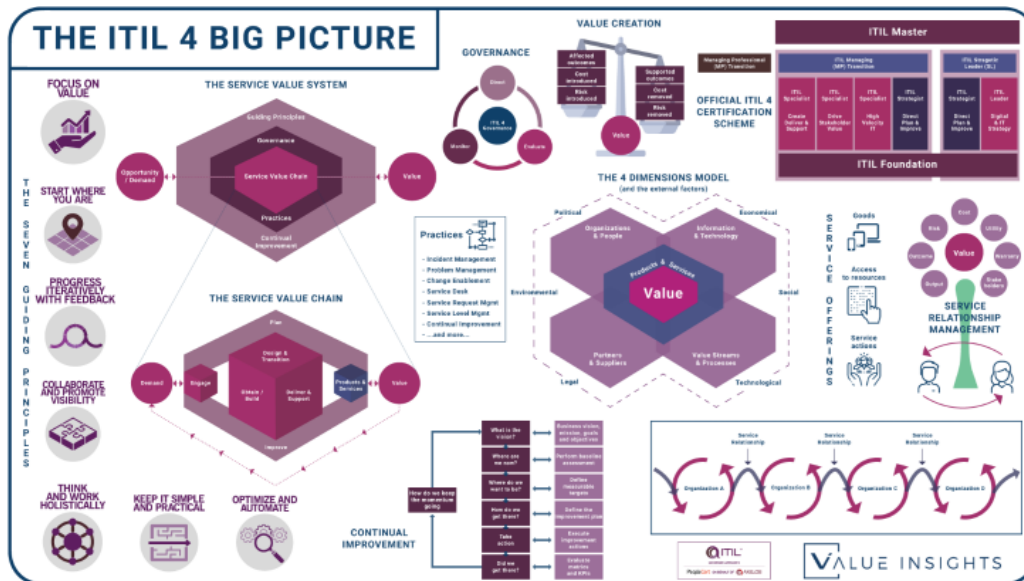 THE ITIL 4 BIG PICTURE
FOCUS ON
VALUE
START WHERE
YOU ARE
PROGRESS
ITERATIVELY
WITH FEEDBACK
COLLABORATE
AND PROMOTE
VISIBILITY
THINK
AND WORK
HOLISTICALLY
KEEP IT SIMPLE
AND PRACTICAL
OPTIMIZE AND
AUTOMATE
THE SEVEN GUIDING PRINCIPLES
THE SERVICE VALUE SYSTEM
Guiding Principles
Governance
Opportunity
/ Demand
Service Value Chain
Value
Practices
Continual
Improvement
THE SERVICE VALUE CHAIN
Plan
Design &
Transition
Demand
Engage
Obtain /
Build
Deliver &
Support
Products &
Services
Value
Improve
GOVERNANCE
Direct
ITIL 4
Governance
Monitor
Evaluate
VALUE CREATION
Affected
outcomes
Cost
introduced
Risk
introduced
Supported
outcomes
Cost
removed
Risk
removed
Value
Managing Professional
(MP) Transition
OFFICIAL ITIL 4
CERTIFICATION
SCHEME
ITIL Master
ITIL Managing
(MP) Transition
Leader (SL)
ITIL
Specialist
Create
Deliver &
Support
ITIL
Specialist
Drive
Stakeholder
Value
ITIL
Specialist
High
Velocity
IT
ITIL
Strategist
Direct
Plan &
Improve
ITIL
Strategist
Direct
Plan &
Improve
ITIL
Leader
Digital
& IT
Strategy
ITIL Foundation
Practices
- Incident Management
- Problem Management
- Change Enablement
- Service Desk
- Service Request Mgmt
- Service Level Mgmt
- Continual Improvement
- ...and more...
THE 4 DIMENSIONS MODEL
(and the external factors)
Political
Economical
Organizations
& People
Information &
Technology
Products & Services
Environmental
Value
Social
Partners
& Suppliers
Value Streams
& Processes
Legal
Technological
SERVICE OFFERINGS
Goods
Access
to resources
Service
actions
Cost
Risk
Utility
Outcome
Value
Warranty
Output
Stake
holders
SERVICE
RELATIONSHIP
MANAGEMENT
CONTINUAL
IMPROVEMENT
How do we keep
the momentum
going
What is the
vision?
Business vision,
mission, goals
and objectives
Where are
we now?
Perform baseline
assessment
Where do we
want to be?
Define
measurable
targets
How do we
get there?
Define the
improvement plan
Take
action
Execute
improvement
actions
Did we
get there?
Evaluate
metrics
and KPIs
Service
Relationship
Service
Relationship
Service
Relationship
Organization A
Organization B
Organization C
Organization D
ITIL
PeopleCert
VALUE INSIGHTS